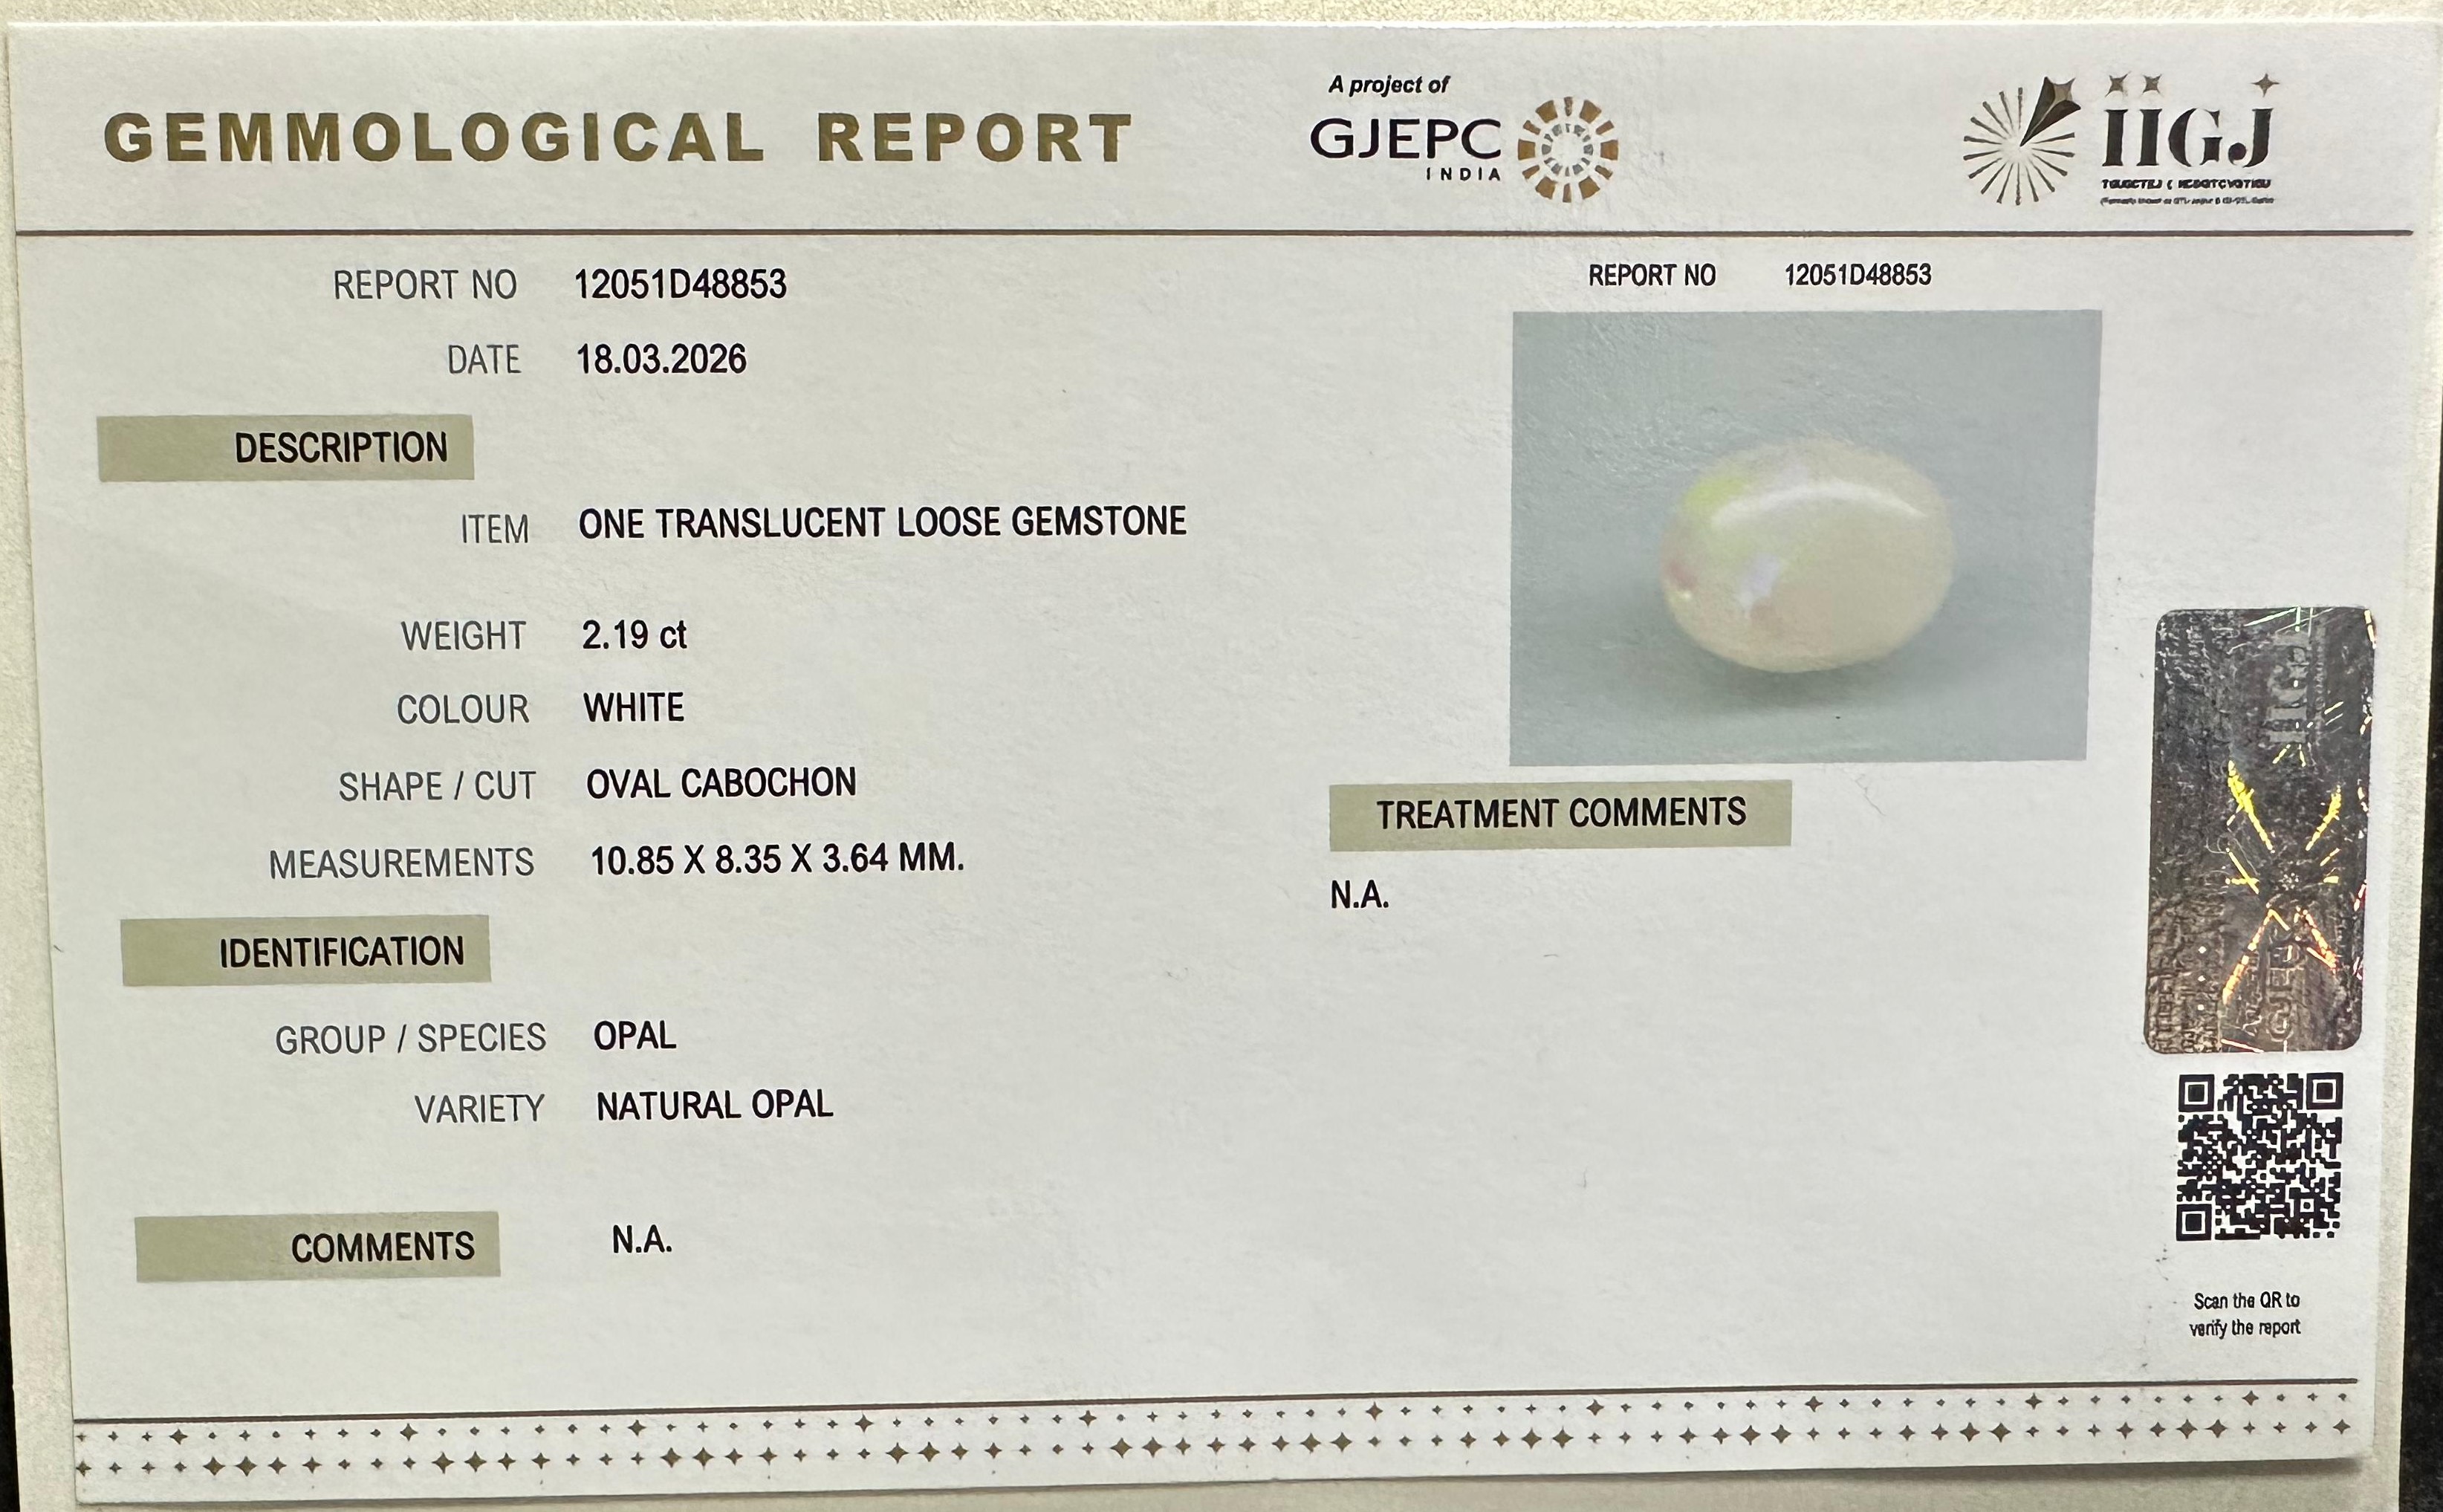 GEMMOLOGICAL REPORT
A project of
GJEPC
INDIA
IIGJ
REPORT NO 12051D48853
DATE 18.03.2026
DESCRIPTION
ITEM ONE TRANSLUCENT LOOSE GEMSTONE
WEIGHT 2.19 ct
COLOUR WHITE
SHAPE / CUT OVAL CABOCHON
MEASUREMENTS 10.85 X 8.35 X 3.64 MM.
IDENTIFICATION
GROUP / SPECIES OPAL
VARIETY NATURAL OPAL
COMMENTS N.A.
REPORT NO 12051D48853
TREATMENT COMMENTS
N.A.
IIGJ
GJEPC
Scan the QR to
verify the report